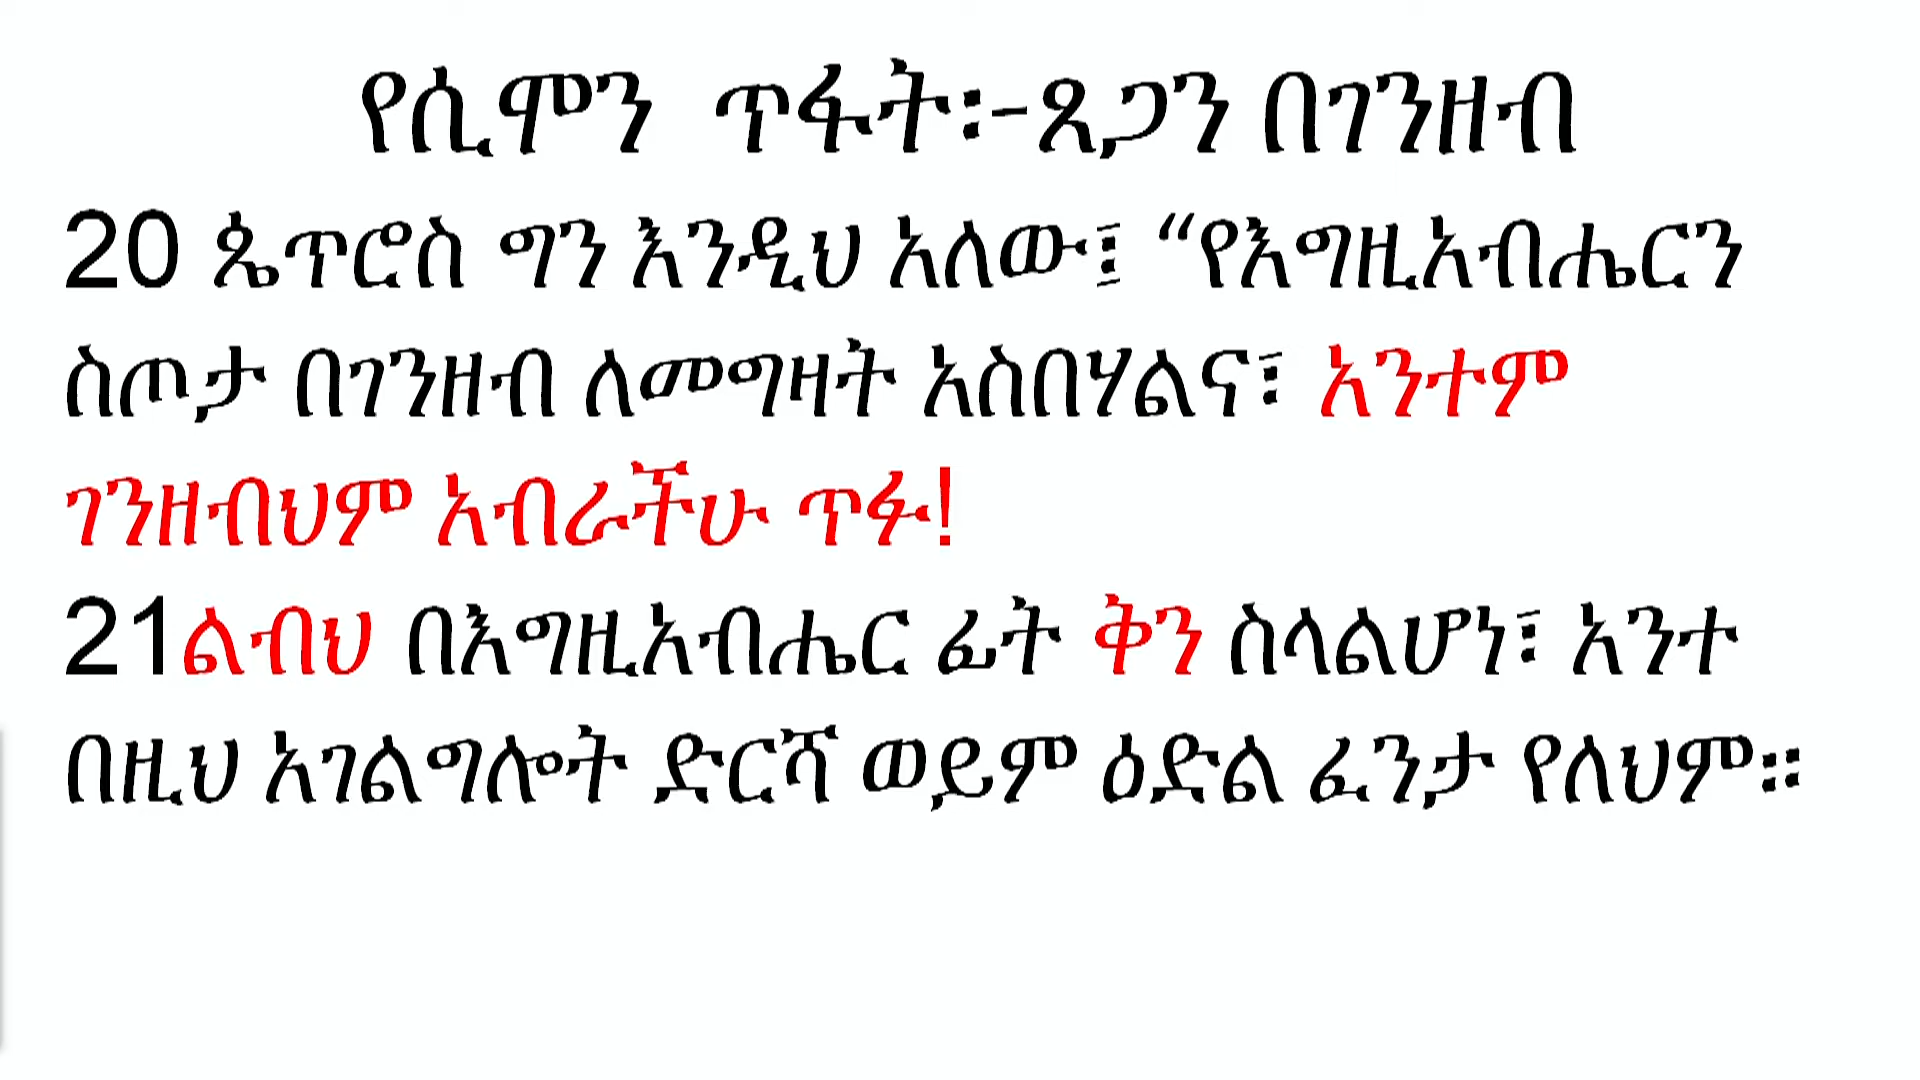 የሲሞን ጥፋት፡-ጸጋን በገንዘብ
20 ጴጥሮስ ግን እንዲህ አለው፤ “የእግዚአብሔርን
ስጦታ በገንዘብ ለመግዛት አስበሃልና፣ አንተም
ገንዘብህም አብራችሁ ጥፉ!
21ልብህ በእግዚአብሔር ፊት ቅን ስላልሆነ፣ አንተ
በዚህ አገልግሎት ድርሻ ወይም ዕድል ፈንታ የለህም።